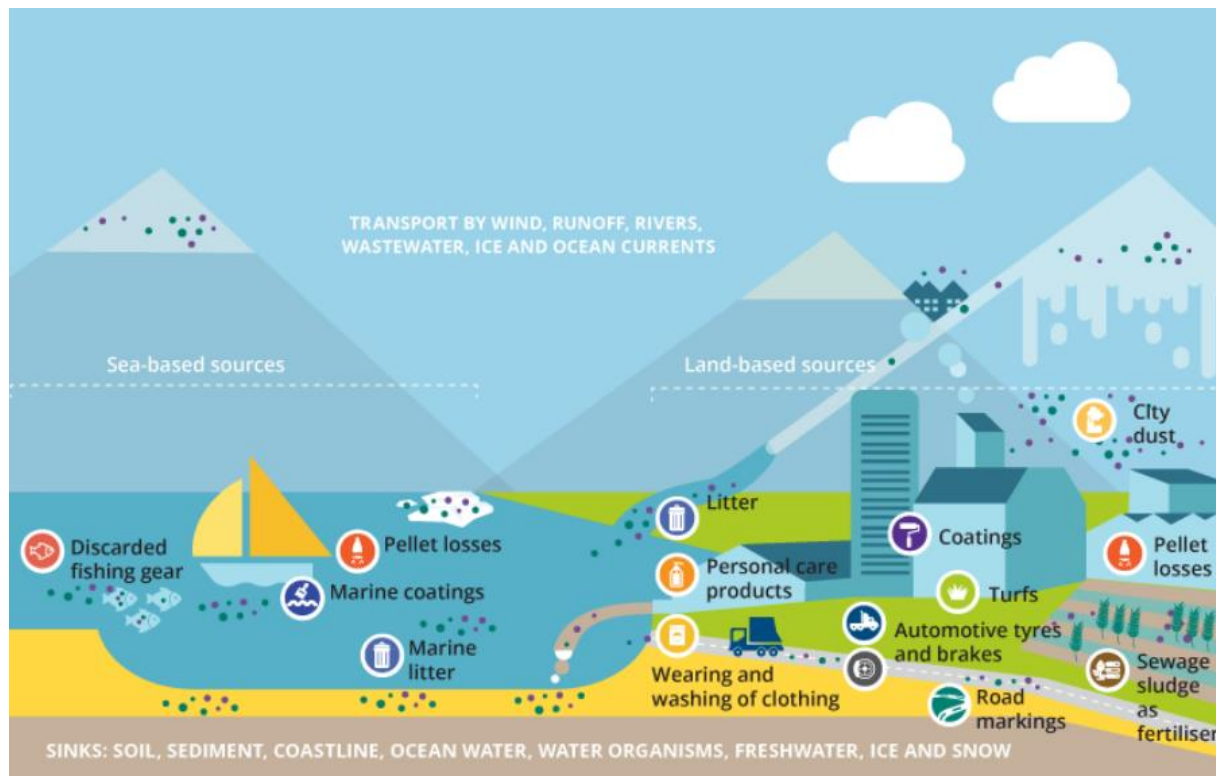 TRANSPORT BY WIND, RUNOFF, RIVERS,
WASTEWATER, ICE AND OCEAN CURRENTS
Sea-based sources
Land-based sources
City
dust
Litter
Coatings
Pellet losses
Pellet
losses
Discarded
fishing gear
Personal care
products
Marine coatings
Turfs
Automotive tyres
and brakes
Marine
litter
Wearing and
washing of clothing
Road
markings
Sewage
sludge
as
fertiliser
SINKS: SOIL, SEDIMENT, COASTLINE, OCEAN WATER, WATER ORGANISMS, FRESHWATER, ICE AND SNOW